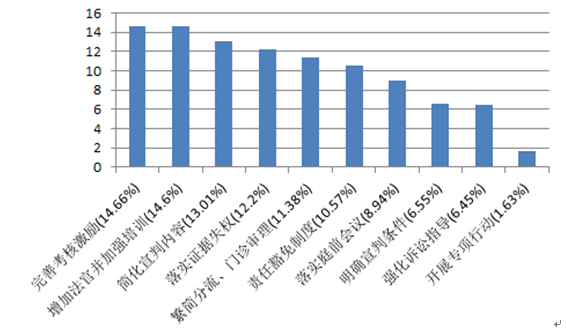 16
14
12
10
8
6
4
2
0
完善考核激励(14.66%)
增加法官并加强培训(14.6%)
简化宣判内容(13.01%)
落实证据失权(12.2%)
繁简分流、门诊审理(11.38%)
责任豁免制度(10.57%)
落实庭前会议(8.94%)
明确宣判条件(6.55%)
强化诉讼指导(6.45%)
开展专项行动(1.63%)